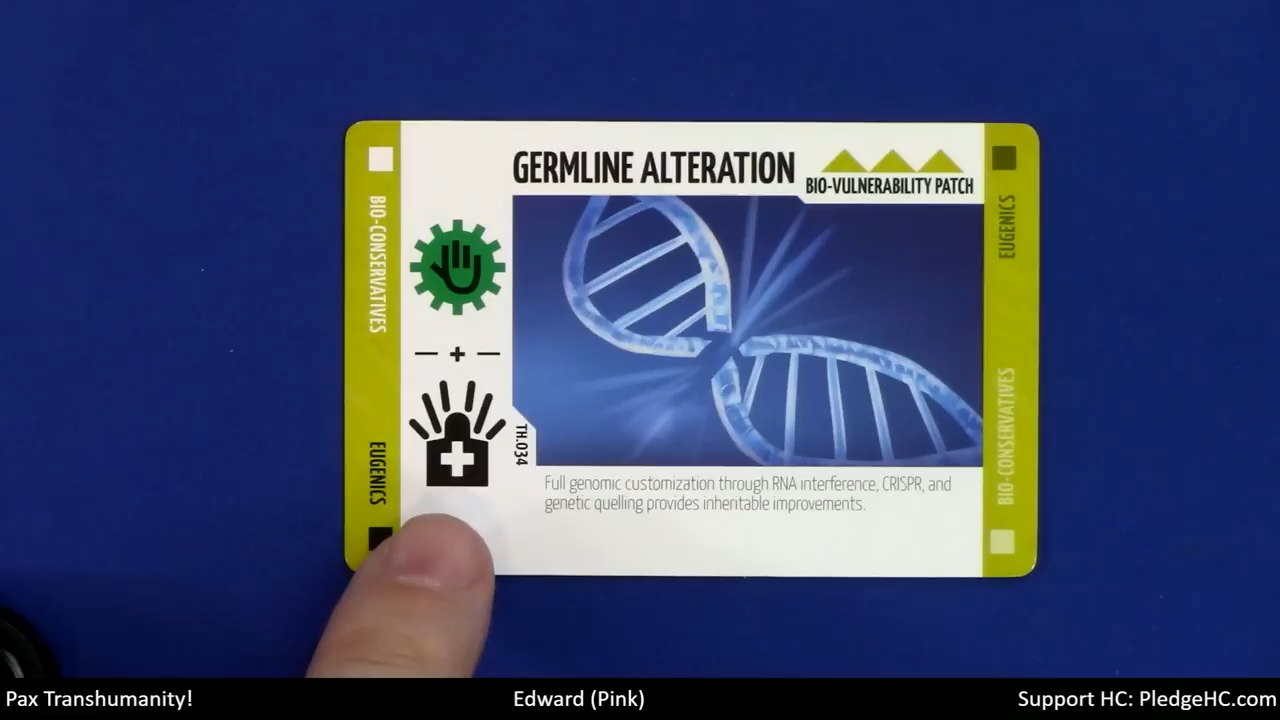 GERMLINE ALTERATION
BIO-VULNERABILITY PATCH
BIO-CONSERVATIVES
EUGENICS
EUGENICS
BIO-CONSERVATIVES
TH.034
Full genomic customization through RNA interference, CRISPR, and
genetic quelling provides inheritable improvements.
Pax Transhumanity!
Edward (Pink)
Support HC: PledgeHC.com